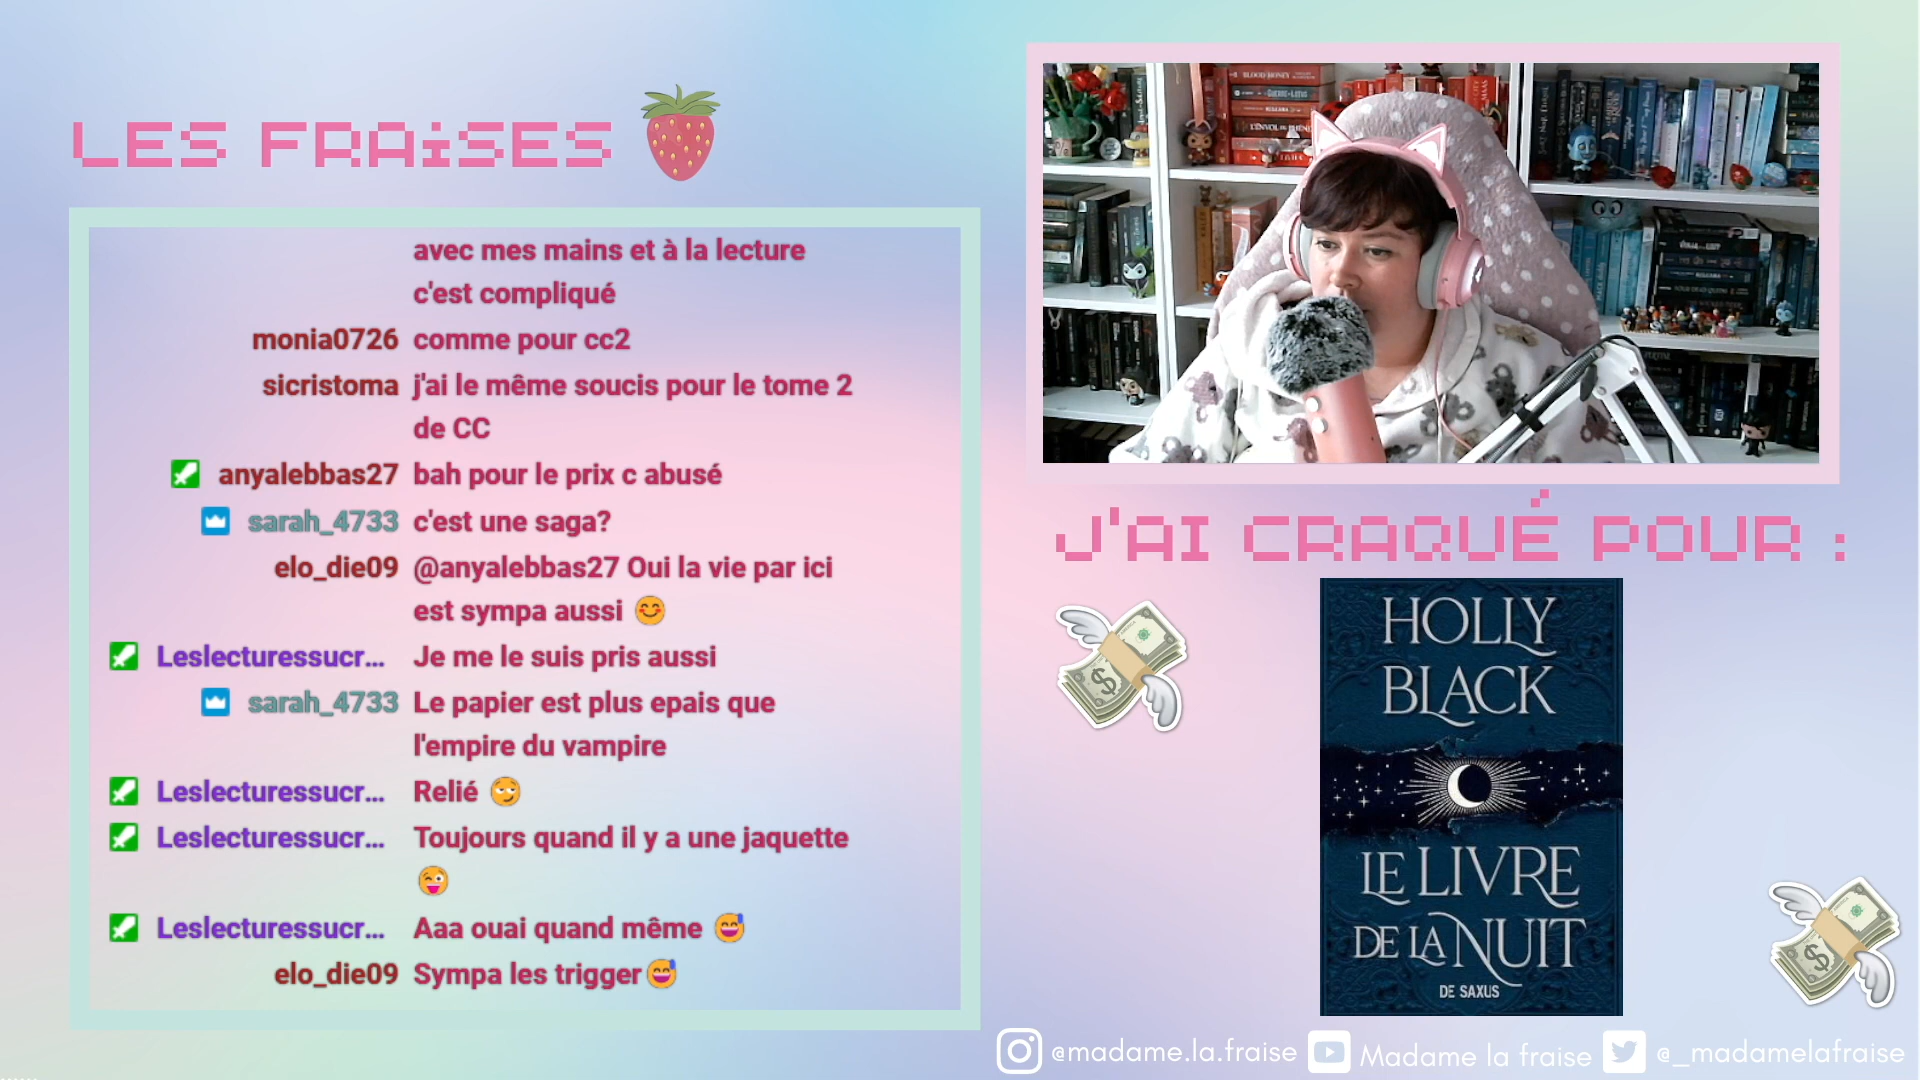 LES FRAiSES
avec mes mains et à la lecture
c'est compliqué
monia0726 comme pour cc2
sicristoma j'ai le même soucis pour le tome 2
de CC
anyalebbas27 bah pour le prix c abusé
sarah_4733 c'est une saga?
elo_die09 @anyalebbas27 Oui la vie par ici
est sympa aussi 😊
Leslecturessucr... Je me le suis pris aussi
sarah_4733 Le papier est plus epais que
l'empire du vampire
Leslecturessucr... Relié 😏
Leslecturessucr... Toujours quand il y a une jaquette
😜
Leslecturessucr... Aaa ouai quand même 😅
elo_die09 Sympa les trigger😅
BLOOD MONEY
J'AI CRAQUÉ POUR :
HOLLY
BLACK
LE LIVRE
DE LA NUIT
DE SAXUS
@madame.la.fraise Madame la fraise @_madamelafraise